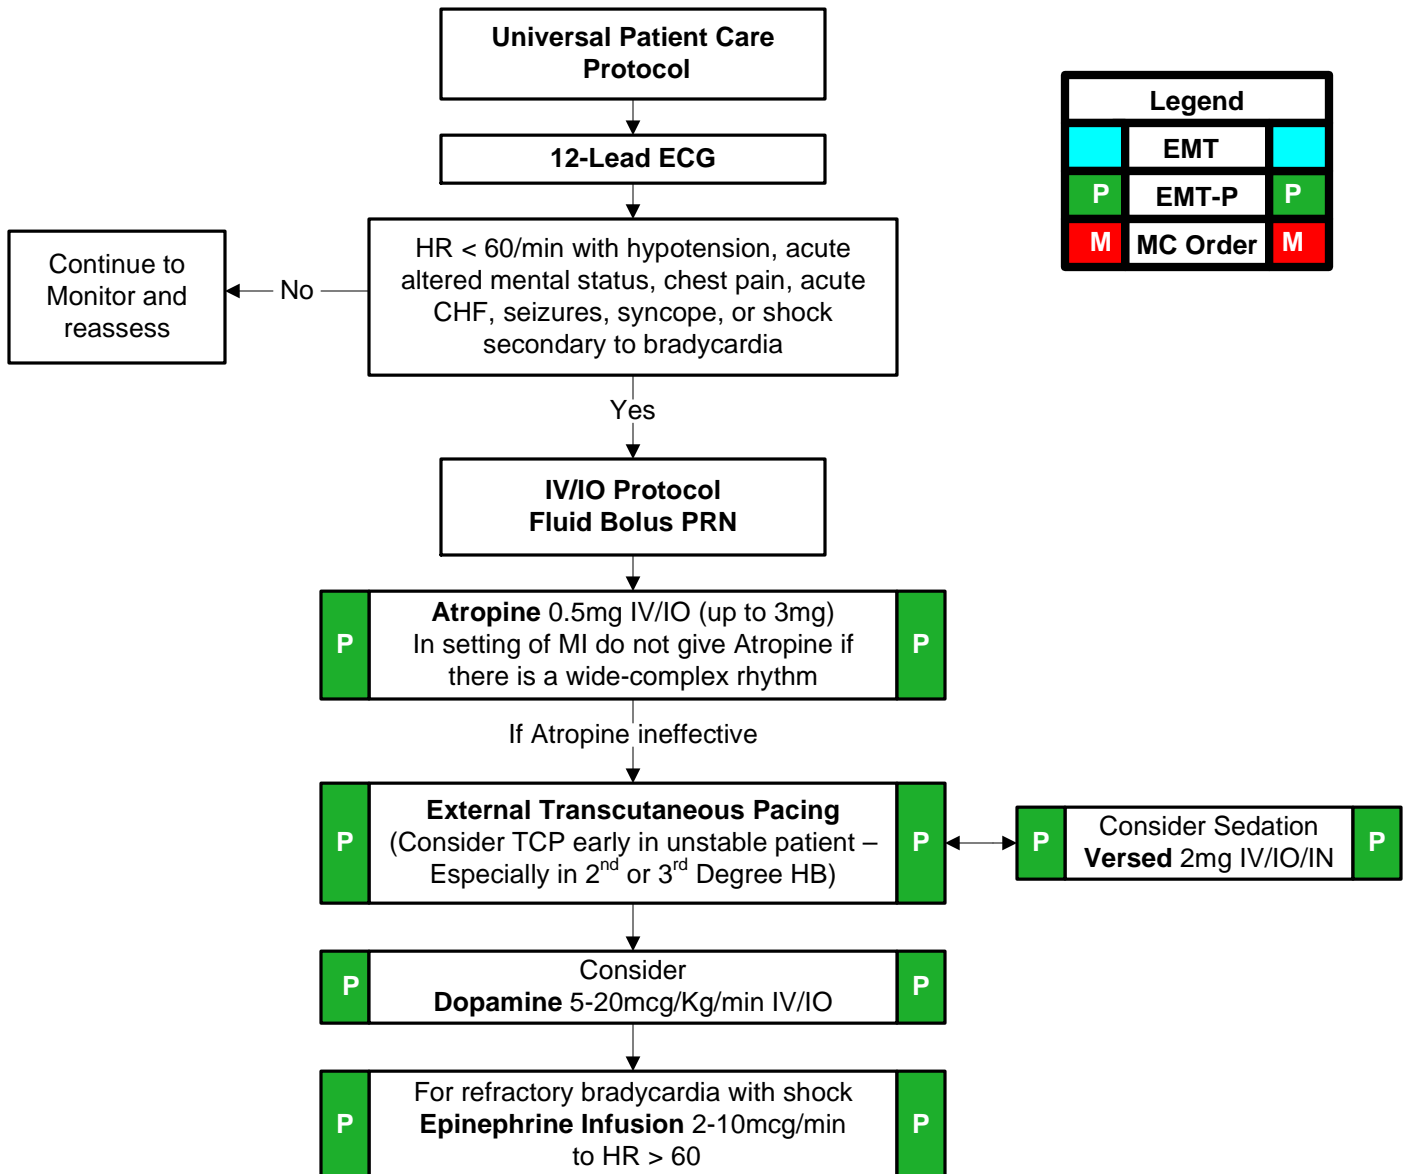 Universal Patient Care
Protocol
Legend
EMT
P EMT-P P
M MC Order M
12-Lead ECG
HR < 60/min with hypotension, acute
altered mental status, chest pain, acute
CHF, seizures, syncope, or shock
secondary to bradycardia
No
Continue to
Monitor and
reassess
Yes
IV/IO Protocol
Fluid Bolus PRN
P
Atropine 0.5mg IV/IO (up to 3mg)
In setting of MI do not give Atropine if
there is a wide-complex rhythm
P
If Atropine ineffective
P
External Transcutaneous Pacing
(Consider TCP early in unstable patient –
Especially in 2nd or 3rd Degree HB)
P
P
Consider Sedation
Versed 2mg IV/IO/IN
P
P
Consider
Dopamine 5-20mcg/Kg/min IV/IO
P
P
For refractory bradycardia with shock
Epinephrine Infusion 2-10mcg/min
to HR > 60
P